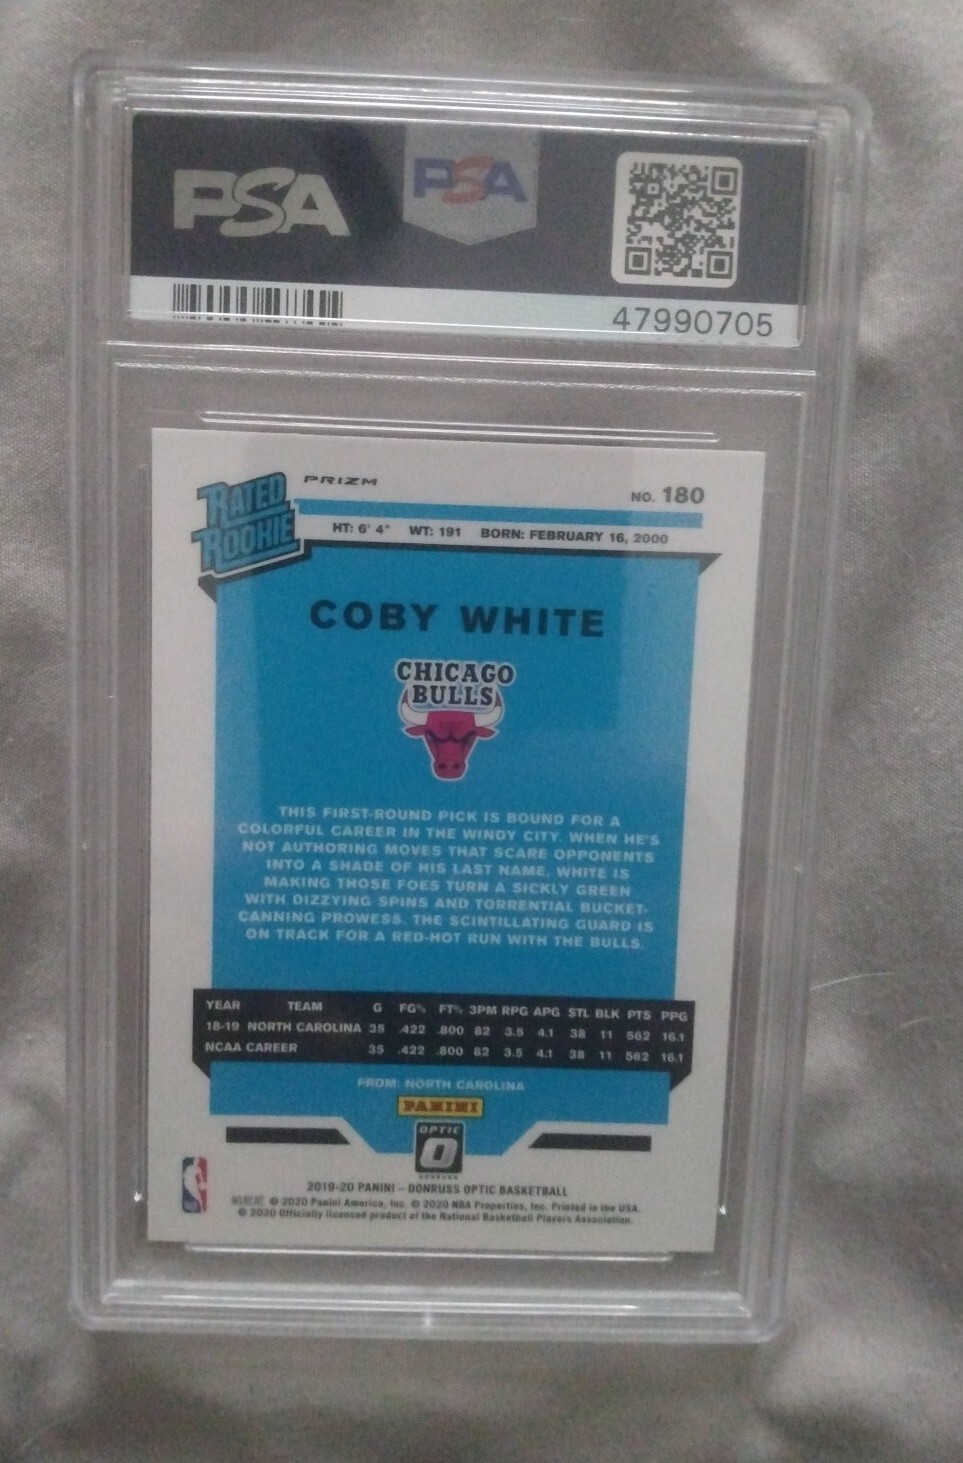 PSA
PSA
47990705
RATED
ROOKIE
PRIZM
NO. 180
HT: 6' 4" WT: 191 BORN: FEBRUARY 16, 2000
COBY WHITE
CHICAGO
BULLS
THIS FIRST-ROUND PICK IS BOUND FOR A
COLORFUL CAREER IN THE WINDY CITY. WHEN HE'S
NOT AUTHORING MOVES THAT SCARE OPPONENTS
INTO A SHADE OF HIS LAST NAME, WHITE IS
MAKING THOSE FOES TURN A SICKLY GREEN
WITH DIZZYING SPINS AND TORRENTIAL BUCKET-
CANNING PROWESS. THE SCINTILLATING GUARD IS
ON TRACK FOR A RED-HOT RUN WITH THE BULLS.
YEAR TEAM G FG% FT% 3PM RPG APG STL BLK PTS PPG
18-19 NORTH CAROLINA 35 .422 .800 82 3.5 4.1 38 11 562 16.1
NCAA CAREER 35 .422 .800 82 3.5 4.1 38 11 562 16.1
FROM: NORTH CAROLINA
PANINI
OPTIC
DONRUSS
2019-20 PANINI – DONRUSS OPTIC BASKETBALL
© 2020 Panini America, Inc. © 2020 NBA Properties, Inc. Printed in the USA.
© 2020 Officially licensed product of the National Basketball Players Association.